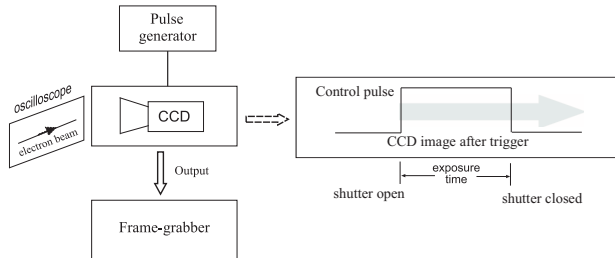 Pulse
generator
oscilloscope
electron beam
CCD
Output
Frame-grabber
Control pulse
CCD image after trigger
exposure
time
shutter open
shutter closed